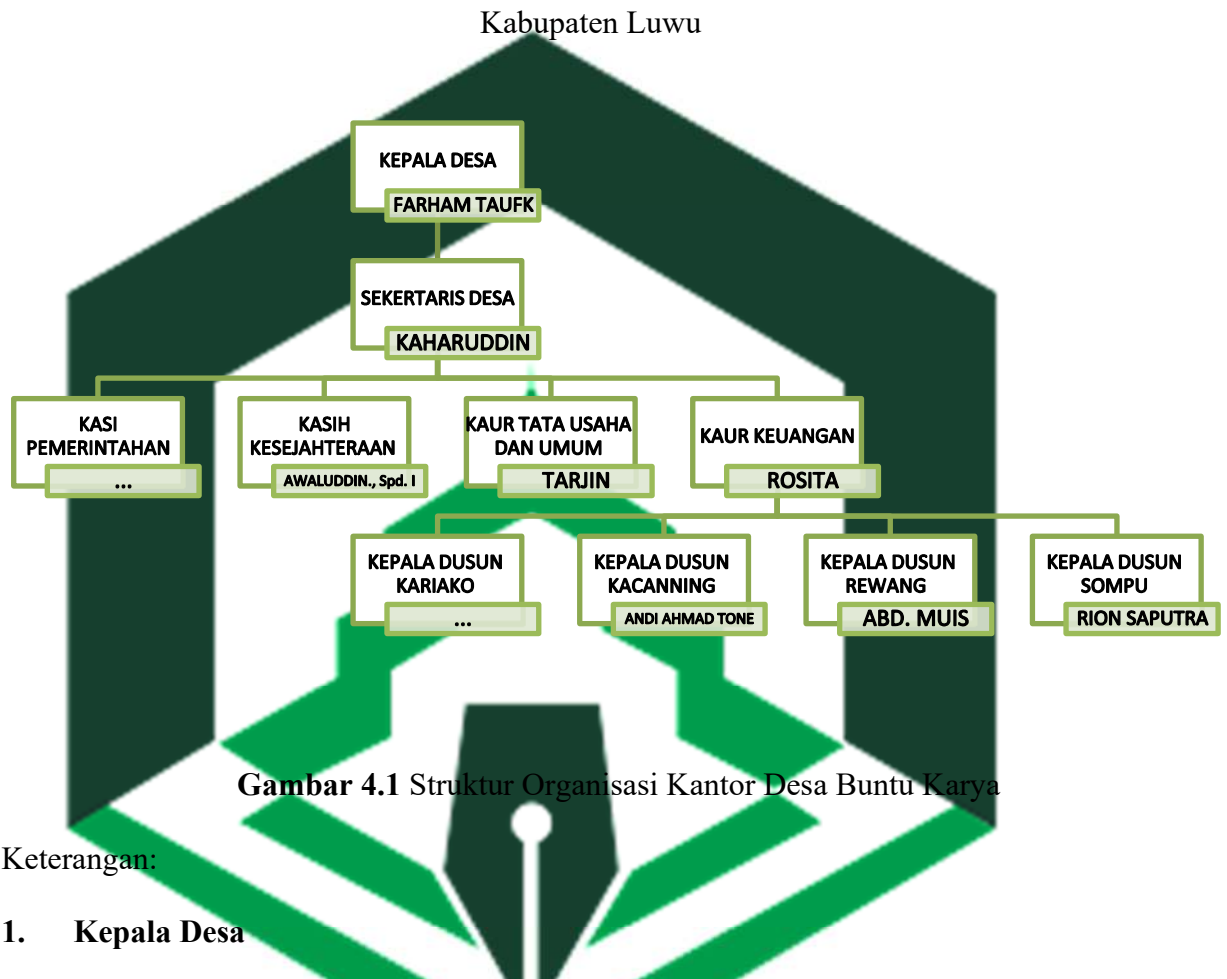 Kabupaten Luwu
KEPALA DESA
FARHAM TAUFK
SEKERTARIS DESA
KAHARUDDIN
KASI
PEMERINTAHAN
...
KASIH
KESEJAHTERAAN
AWALUDDIN., Spd. I
KAUR TATA USAHA
DAN UMUM
TARJIN
KAUR KEUANGAN
ROSITA
KEPALA DUSUN
KARIAKO
...
KEPALA DUSUN
KACANNING
ANDI AHMAD TONE
KEPALA DUSUN
REWANG
ABD. MUIS
KEPALA DUSUN
SOMPU
RION SAPUTRA
Gambar 4.1 Struktur Organisasi Kantor Desa Buntu Karya
Keterangan:
1. Kepala Desa